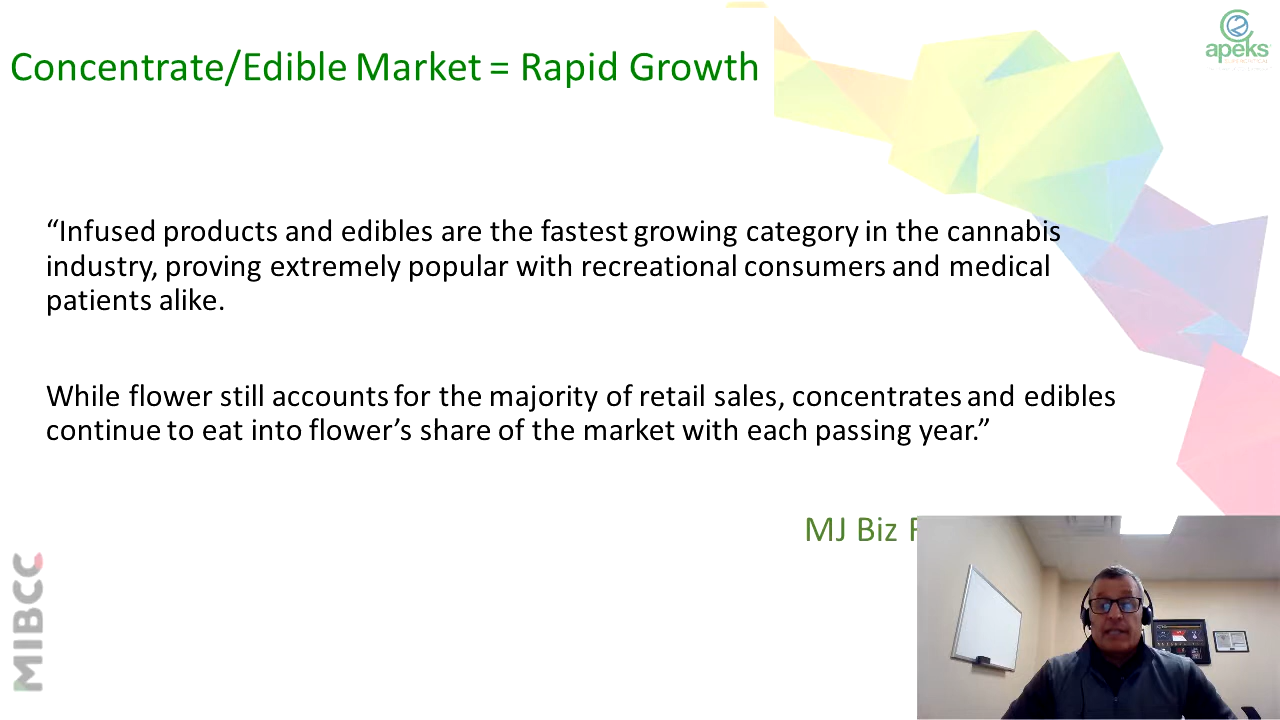 apeks
Concentrate/Edible Market = Rapid Growth
“Infused products and edibles are the fastest growing category in the cannabis
industry, proving extremely popular with recreational consumers and medical
patients alike.
While flower still accounts for the majority of retail sales, concentrates and edibles
continue to eat into flower’s share of the market with each passing year.”
MJ Biz
MIBCC